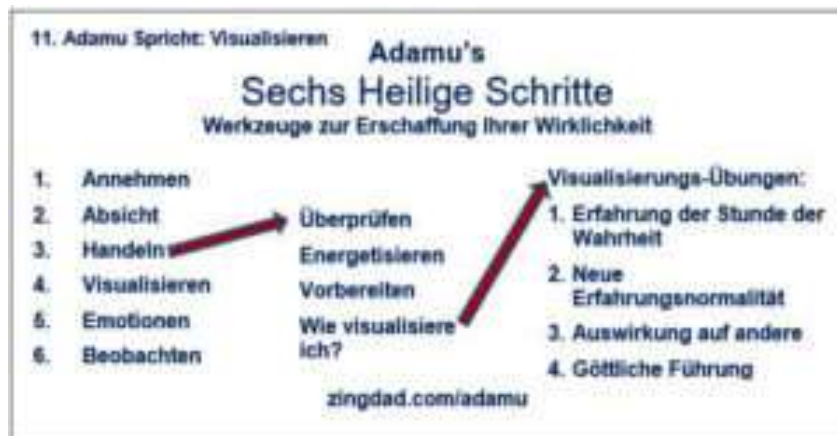 11. Adamu Spricht: Visualisieren
Adamu's
Sechs Heilige Schritte
Werkzeuge zur Erschaffung Ihrer Wirklichkeit
1. Annehmen
2. Absicht
3. Handeln
4. Visualisieren
5. Emotionen
6. Beobachten
Überprüfen
Energetisieren
Vorbereiten
Wie visualisiere
ich?
Visualisierungs-Übungen:
1. Erfahrung der Stunde der
Wahrheit
2. Neue
Erfahrungsnormalität
3. Auswirkung auf andere
4. Göttliche Führung
zingdad.com/adamu